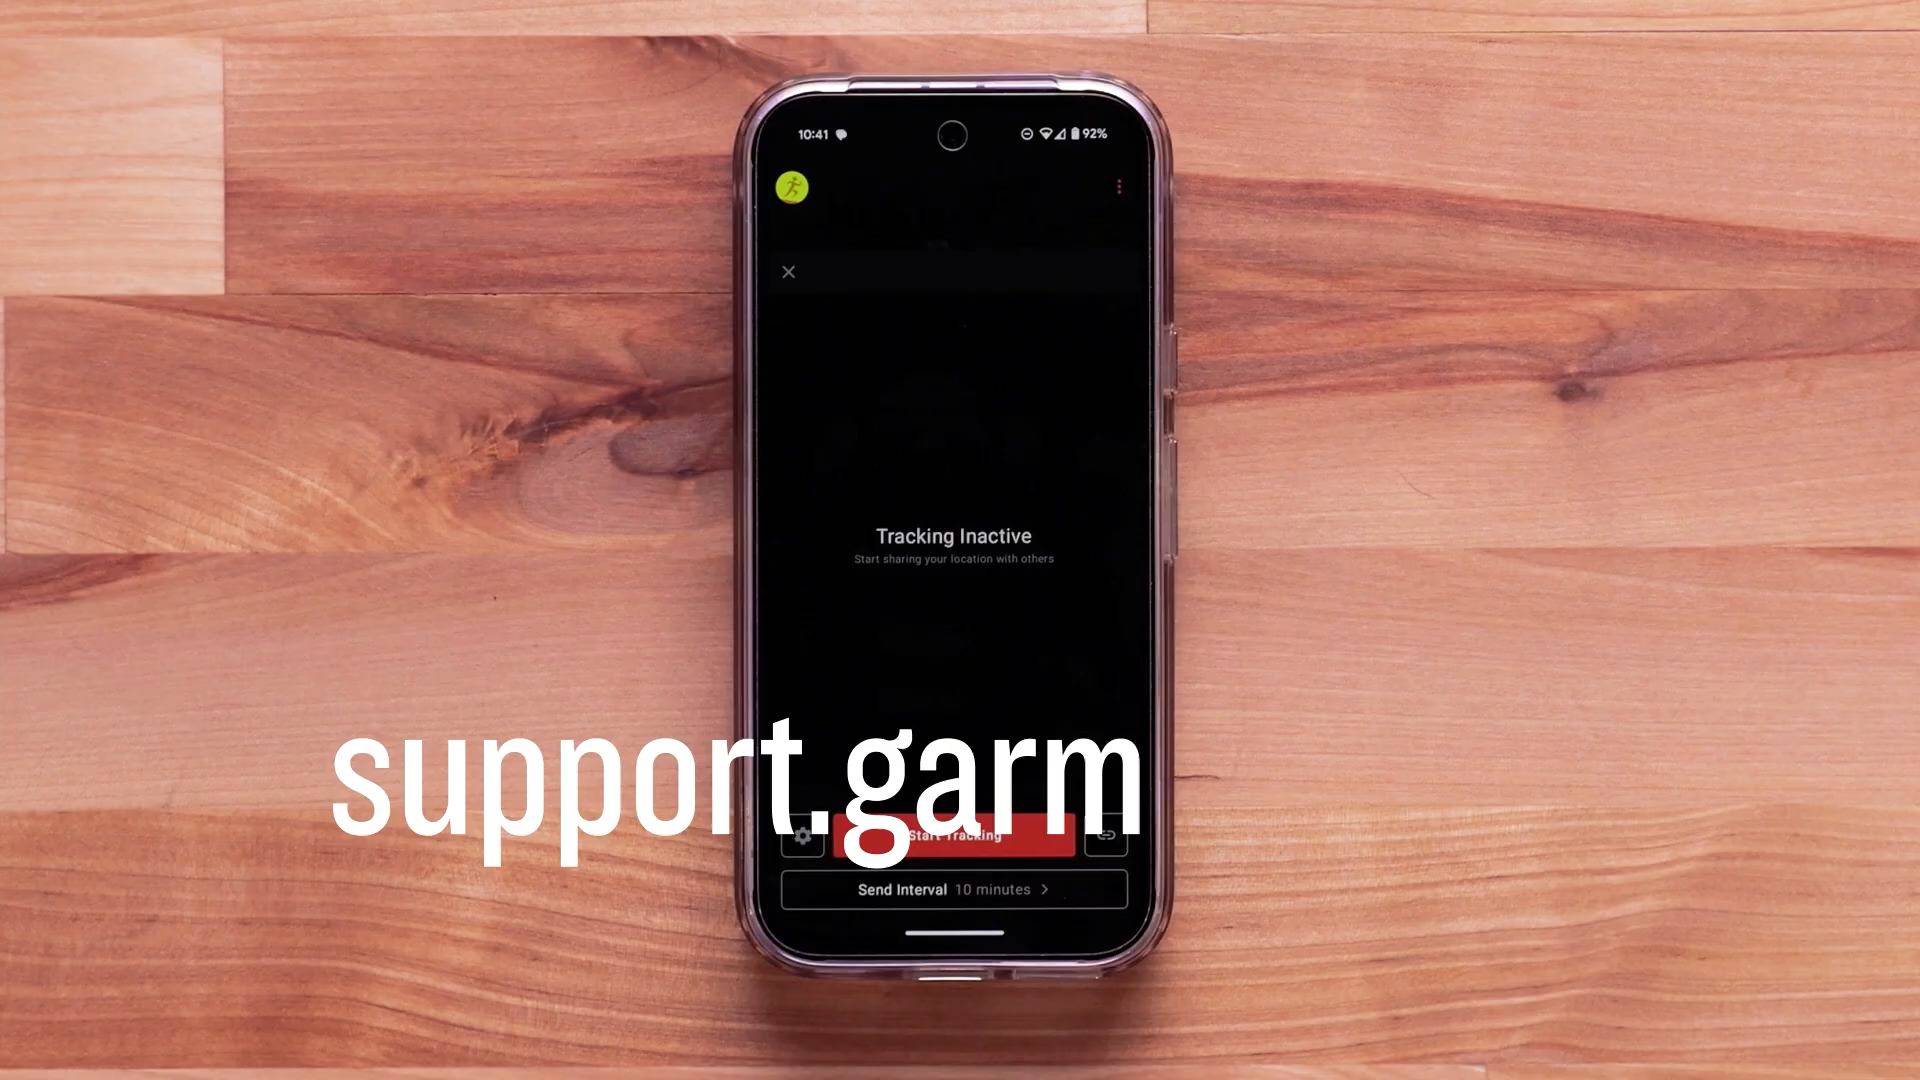 10:41
92%
Tracking Inactive
Start sharing your location with others
support.garm
Start Tracking
Send Interval 10 minutes